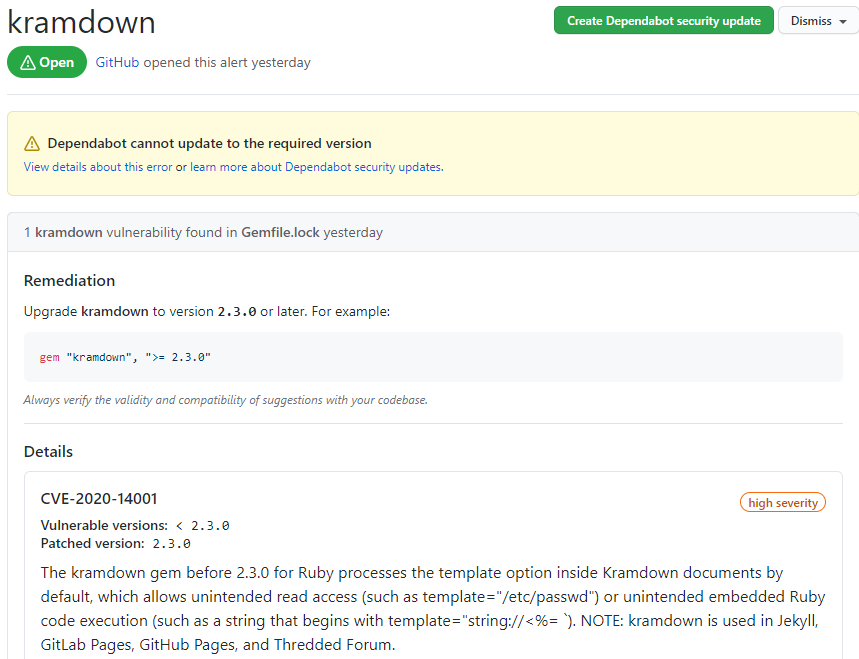 kramdown
Create Dependabot security update
Dismiss
Open GitHub opened this alert yesterday
Dependabot cannot update to the required version
View details about this error or learn more about Dependabot security updates.
1 kramdown vulnerability found in Gemfile.lock yesterday
Remediation
Upgrade kramdown to version 2.3.0 or later. For example:
gem "kramdown", ">= 2.3.0"
Always verify the validity and compatibility of suggestions with your codebase.
Details
CVE-2020-14001
high severity
Vulnerable versions: < 2.3.0
Patched version: 2.3.0
The kramdown gem before 2.3.0 for Ruby processes the template option inside Kramdown documents by
default, which allows unintended read access (such as template="/etc/passwd") or unintended embedded Ruby
code execution (such as a string that begins with template="string://<%= `). NOTE: kramdown is used in Jekyll,
GitLab Pages, GitHub Pages, and Thredded Forum.